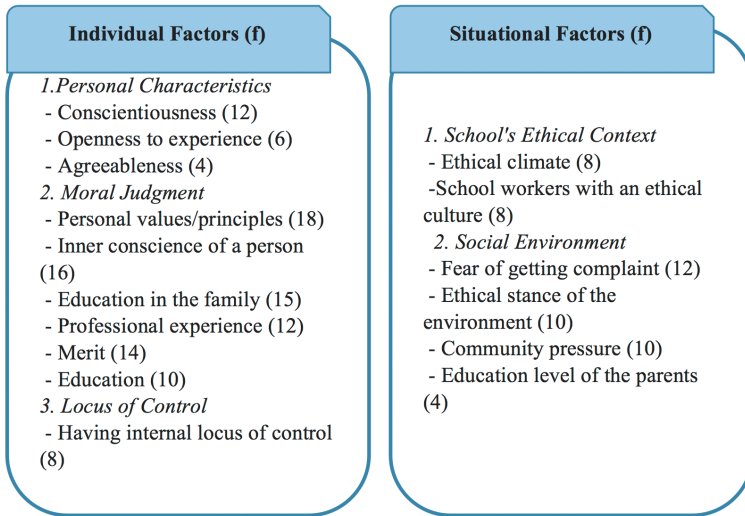 Individual Factors (f)
1.Personal Characteristics
- Conscientiousness (12)
- Openness to experience (6)
- Agreeableness (4)
2. Moral Judgment
- Personal values/principles (18)
- Inner conscience of a person
(16)
- Education in the family (15)
- Professional experience (12)
- Merit (14)
- Education (10)
3. Locus of Control
- Having internal locus of control
(8)
Situational Factors (f)
1. School's Ethical Context
- Ethical climate (8)
-School workers with an ethical
culture (8)
2. Social Environment
- Fear of getting complaint (12)
- Ethical stance of the
environment (10)
- Community pressure (10)
- Education level of the parents
(4)